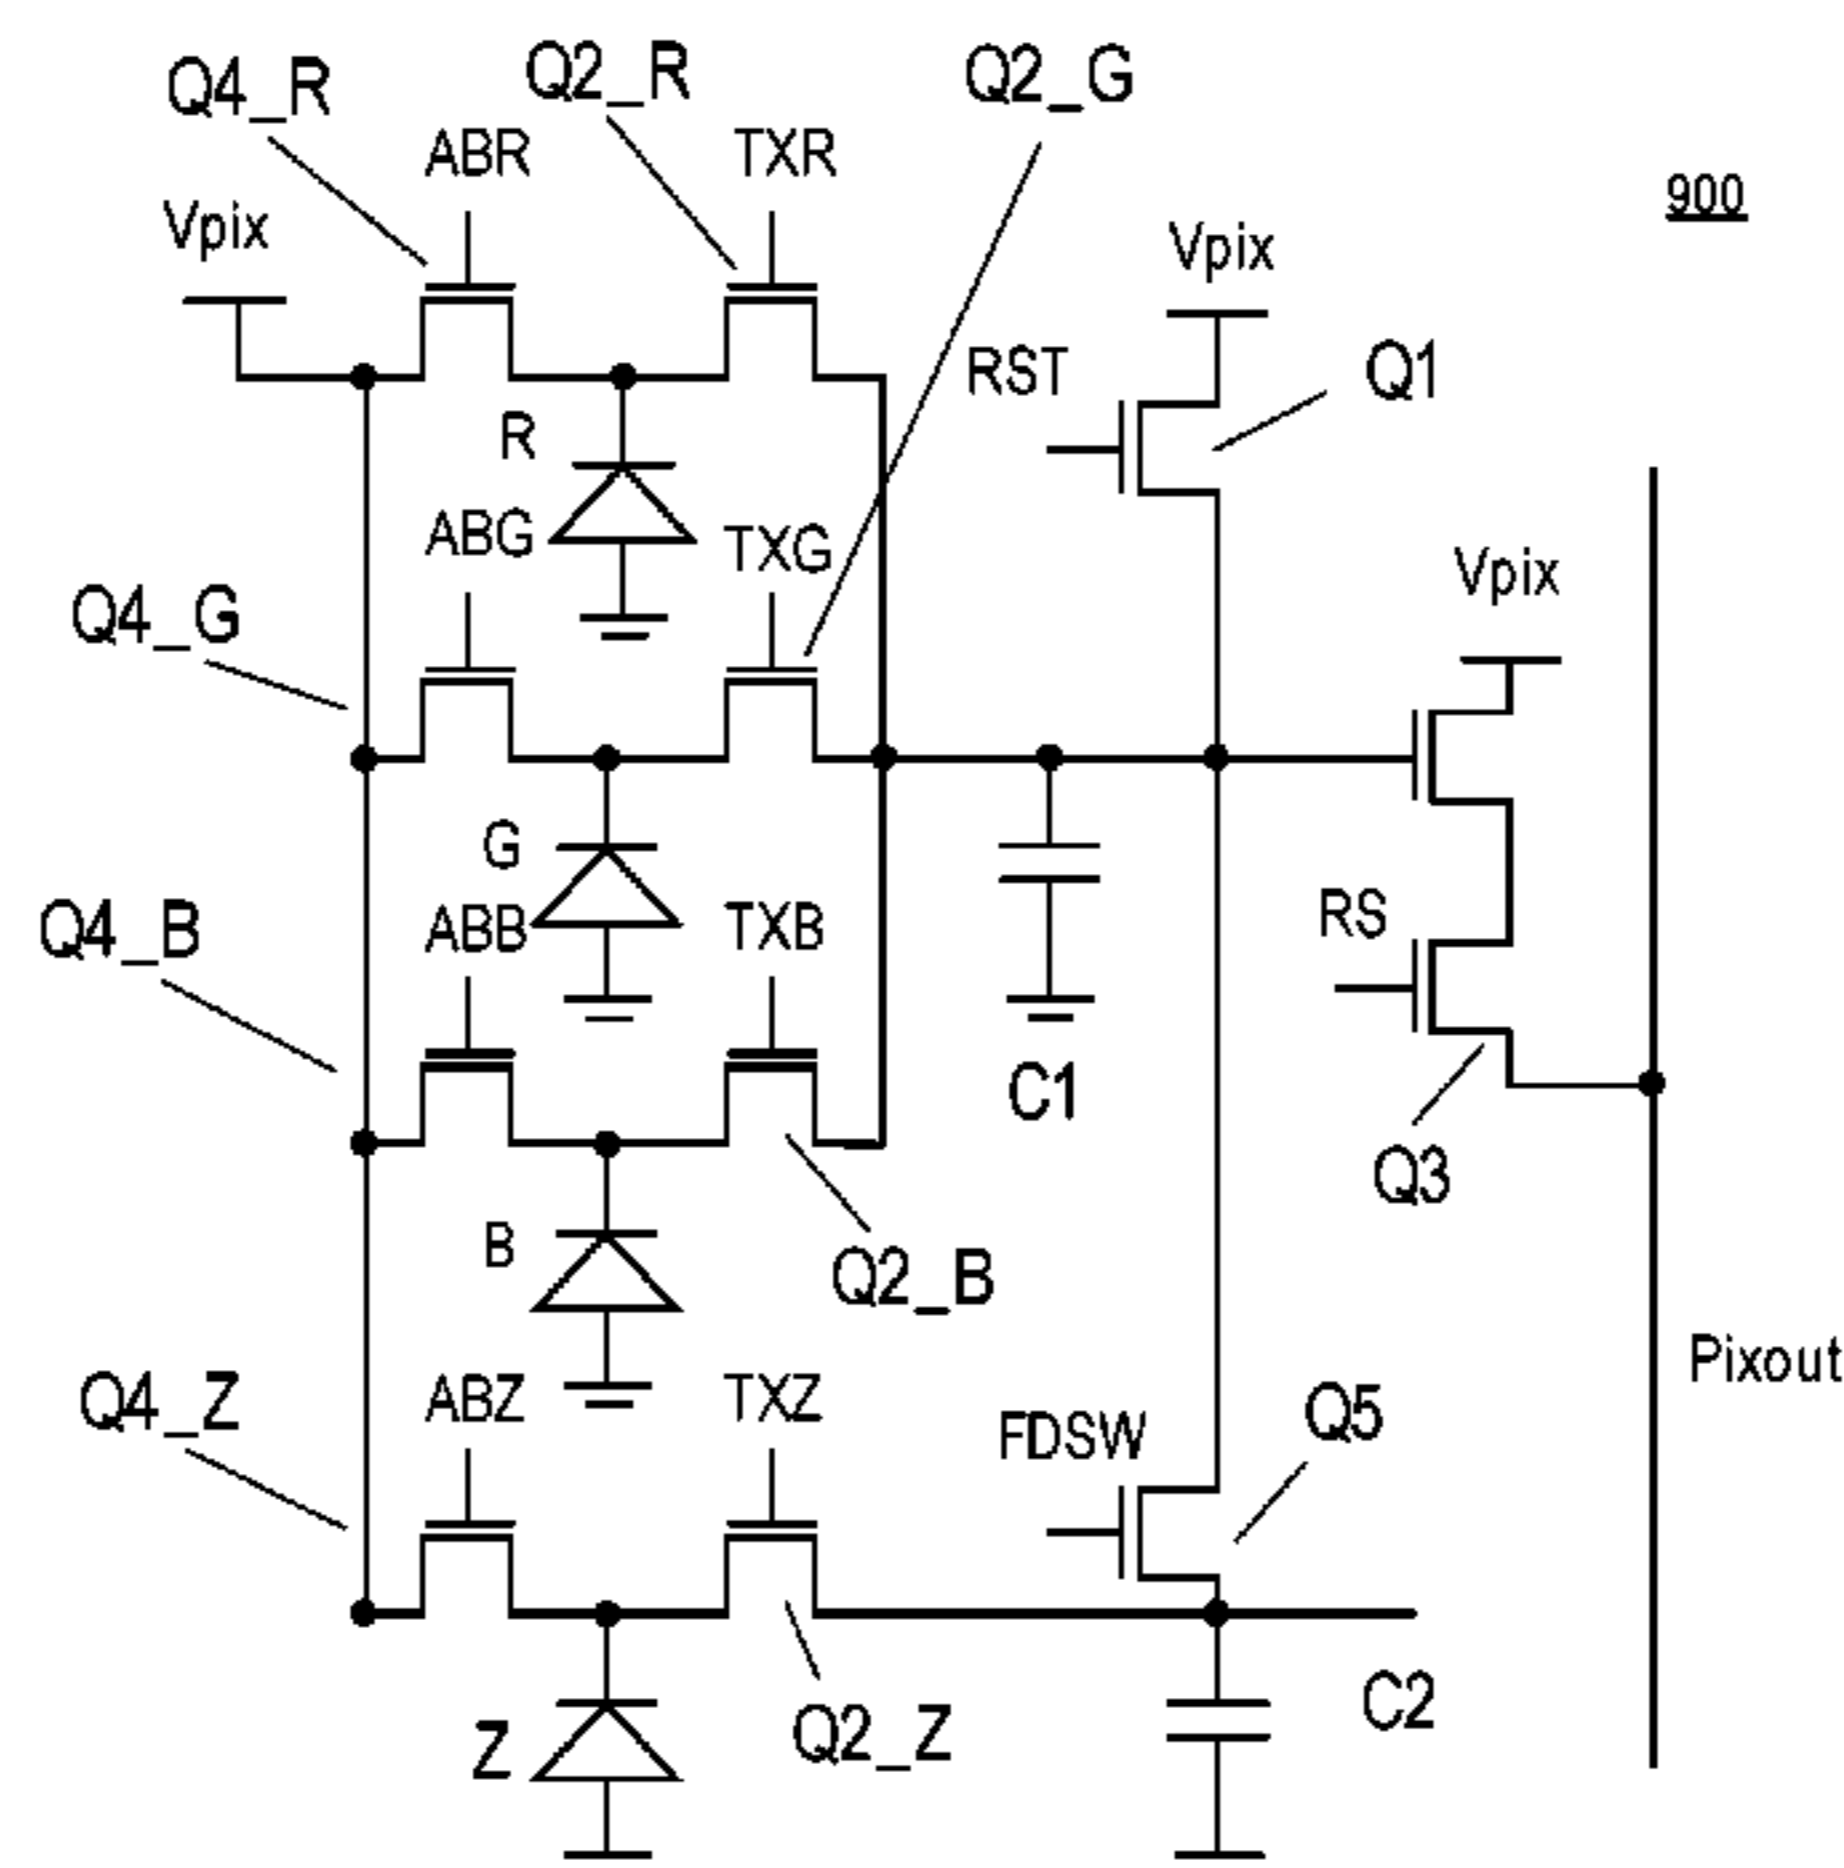 Q4_R
Q2_R
Q2_G
ABR
TXR
900
Vpix
Vpix
RST
Q1
R
ABG
TXG
Vpix
Q4_G
G
ABB
TXB
RS
Q4_B
C1
Q3
B
Q2_B
Pixout
Q4_Z
ABZ
TXZ
FDSW
Q5
Z
Q2_Z
C2